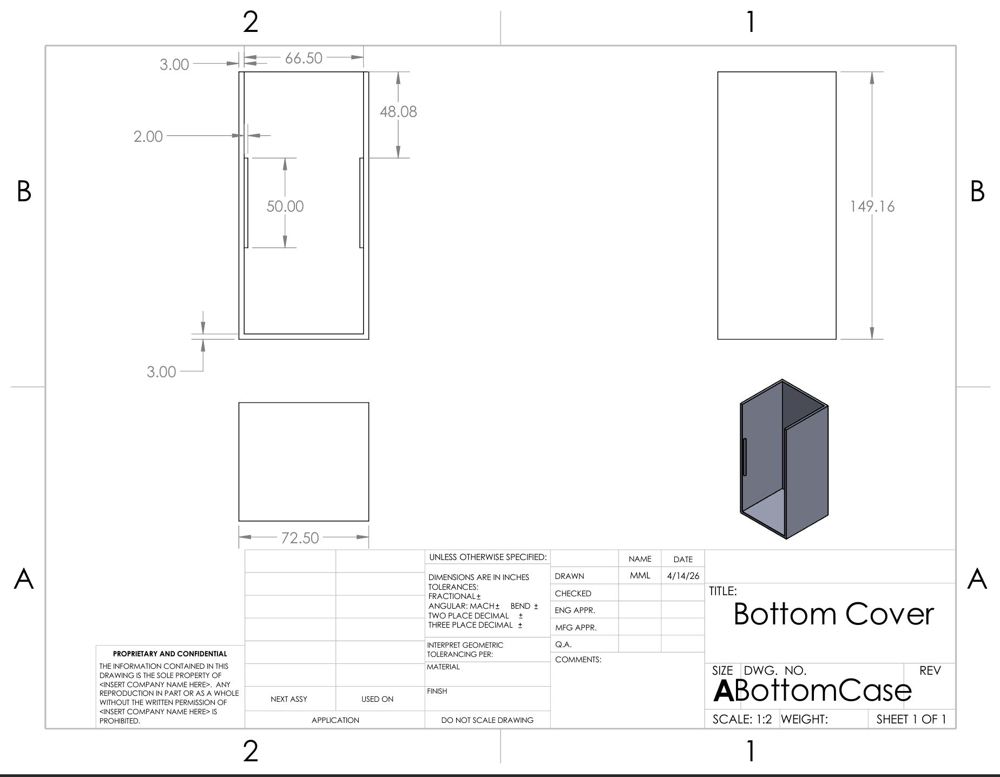 2 1
3.00 66.50
48.08
2.00
B B
50.00 149.16
3.00
72.50
A A
UNLESS OTHERWISE SPECIFIED:
DIMENSIONS ARE IN INCHES
TOLERANCES:
FRACTIONAL±
ANGULAR: MACH± BEND ±
TWO PLACE DECIMAL ±
THREE PLACE DECIMAL ±
INTERPRET GEOMETRIC
TOLERANCING PER:
MATERIAL
FINISH
DO NOT SCALE DRAWING
NAME DATE
DRAWN MML 4/14/26
CHECKED
ENG APPR.
MFG APPR.
Q.A.
COMMENTS:
TITLE:
Bottom Cover
SIZE DWG. NO. REV
ABottomCase
SCALE: 1:2 WEIGHT: SHEET 1 OF 1
PROPRIETARY AND CONFIDENTIAL
THE INFORMATION CONTAINED IN THIS
DRAWING IS THE SOLE PROPERTY OF
<INSERT COMPANY NAME HERE>. ANY
REPRODUCTION IN PART OR AS A WHOLE
WITHOUT THE WRITTEN PERMISSION OF
<INSERT COMPANY NAME HERE> IS
PROHIBITED.
NEXT ASSY USED ON
APPLICATION
2 1